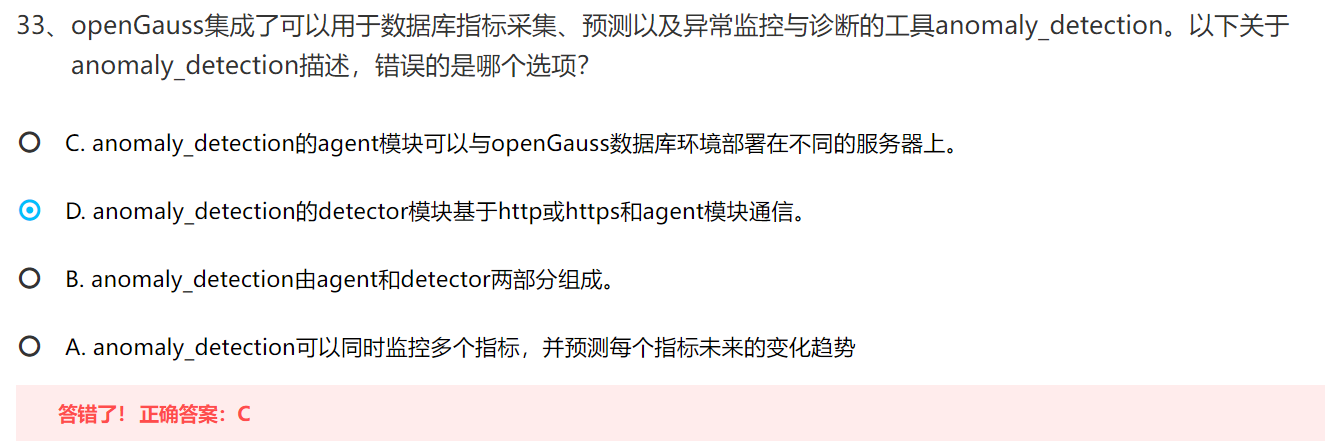 33、openGauss集成了可以用于数据库指标采集、预测以及异常监控与诊断的工具anomaly_detection。以下关于
anomaly_detection描述，错误的是哪个选项？
C. anomaly_detection的agent模块可以与openGauss数据库环境部署在不同的服务器上。
D. anomaly_detection的detector模块基于http或https和agent模块通信。
B. anomaly_detection由agent和detector两部分组成。
A. anomaly_detection可以同时监控多个指标，并预测每个指标未来的变化趋势
答错了！正确答案：C